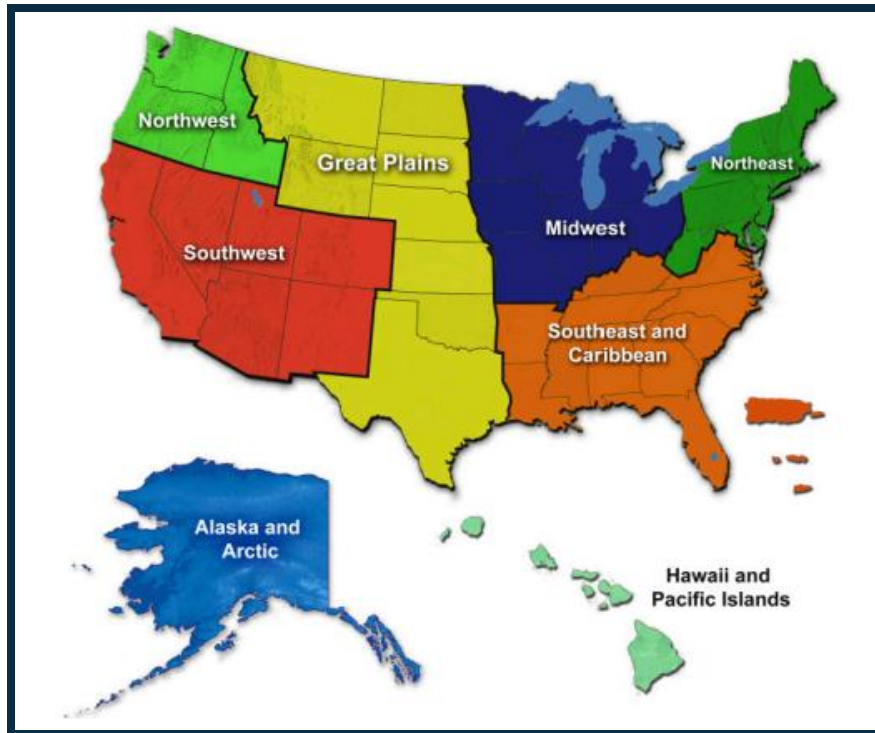 Northwest
Great Plains
Northeast
Midwest
Southwest
Southeast and
Caribbean
Alaska and
Arctic
Hawaii and
Pacific Islands